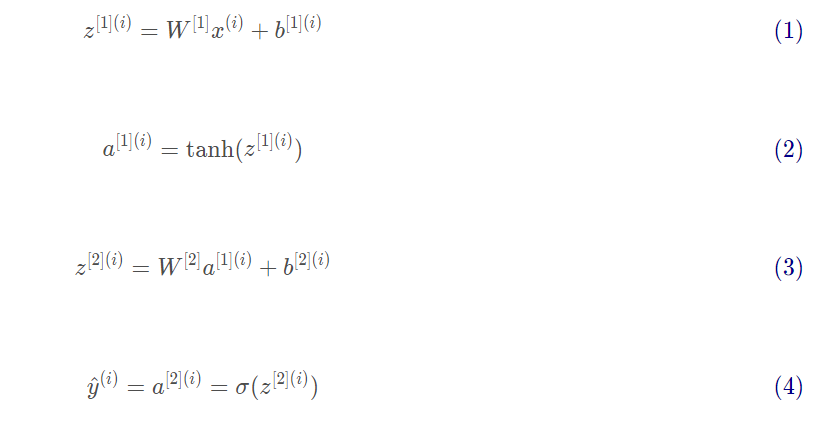 z^{[1](i)} = W^{[1]}x^{(i)} + b^{[1](i)} (1)
a^{[1](i)} = tanh(z^{[1](i)}) (2)
z^{[2](i)} = W^{[2]}a^{[1](i)} + b^{[2](i)} (3)
ŷ^{(i)} = a^{[2](i)} = σ(z^{[2](i)}) (4)